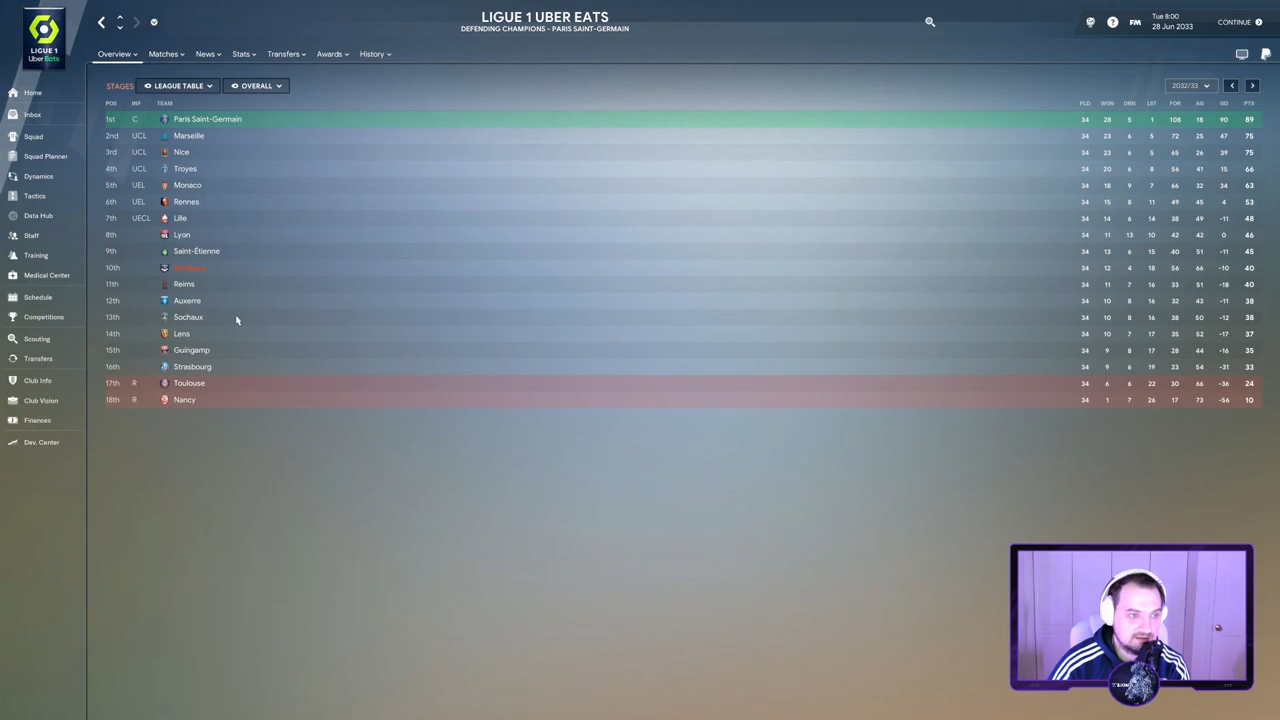 LIGUE 1 UBER EATS
DEFENDING CHAMPIONS - PARIS SAINT-GERMAIN
Tue 8:00
28 Jun 2033
FM
CONTINUE
LIGUE 1
Uber Eats
Overview Matches News Stats Transfers Awards History
STAGES LEAGUE TABLE OVERALL 2032/33
POS INF TEAM PLD WON DRN LST FOR AG GD PTS
1st C Paris Saint-Germain 34 28 5 1 108 18 90 89
2nd UCL Marseille 34 23 6 5 72 25 47 75
3rd UCL Nice 34 23 6 5 65 26 39 75
4th UCL Troyes 34 20 6 8 56 41 15 66
5th UEL Monaco 34 18 9 7 66 32 34 63
6th UEL Rennes 34 15 8 11 49 45 4 53
7th UECL Lille 34 14 6 14 38 49 -11 48
8th Lyon 34 11 13 10 42 42 0 46
9th Saint-Étienne 34 13 6 15 40 51 -11 45
10th 34 12 4 18 56 66 -10 40
11th Reims 34 11 7 16 33 51 -18 40
12th Auxerre 34 10 8 16 32 43 -11 38
13th Sochaux 34 10 8 16 38 50 -12 38
14th Lens 34 10 7 17 35 52 -17 37
15th Guingamp 34 9 8 17 28 44 -16 35
16th Strasbourg 34 9 6 19 23 54 -31 33
17th R Toulouse 34 6 6 22 30 66 -36 24
18th R Nancy 34 1 7 26 17 73 -56 10
Home
Inbox
Squad
Squad Planner
Dynamics
Tactics
Data Hub
Staff
Training
Medical Center
Schedule
Competitions
Scouting
Transfers
Club Info
Club Vision
Finances
Dev. Center